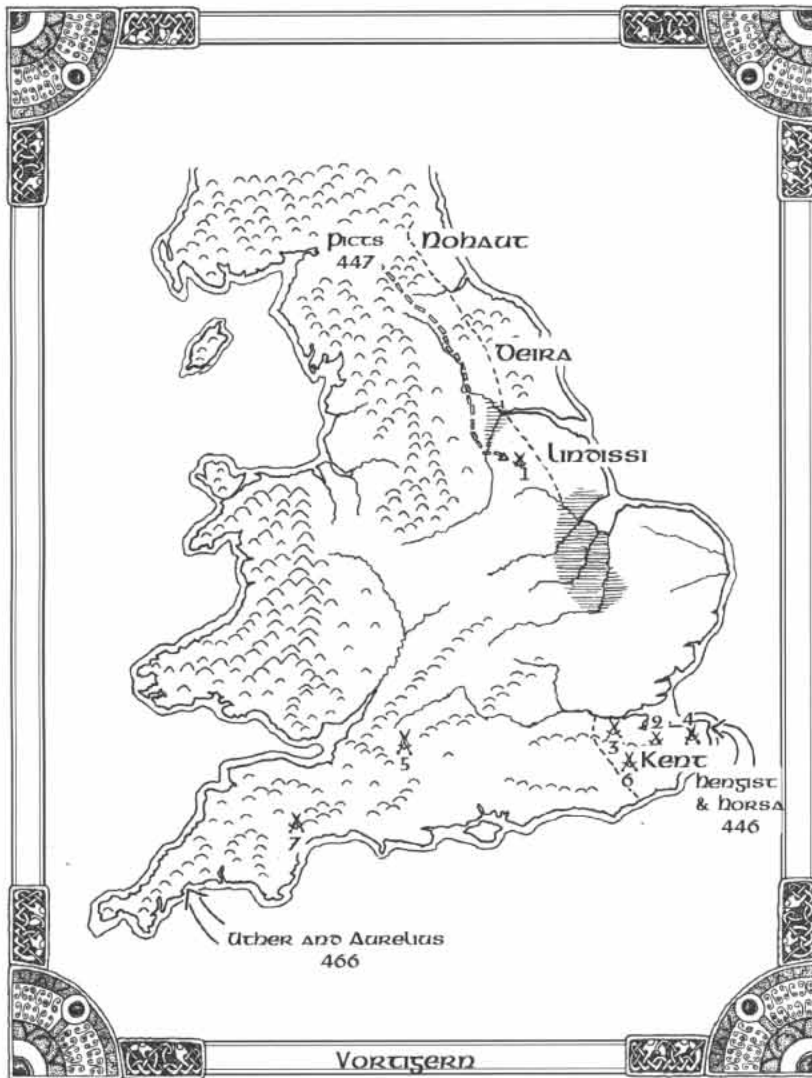 Picts
447
Nohaut
Deira
Lindissi
1
2
4
3
Kent
6
5
7
Hengist
& Horsa
446
Uther and Aurelius
466
Vortigern